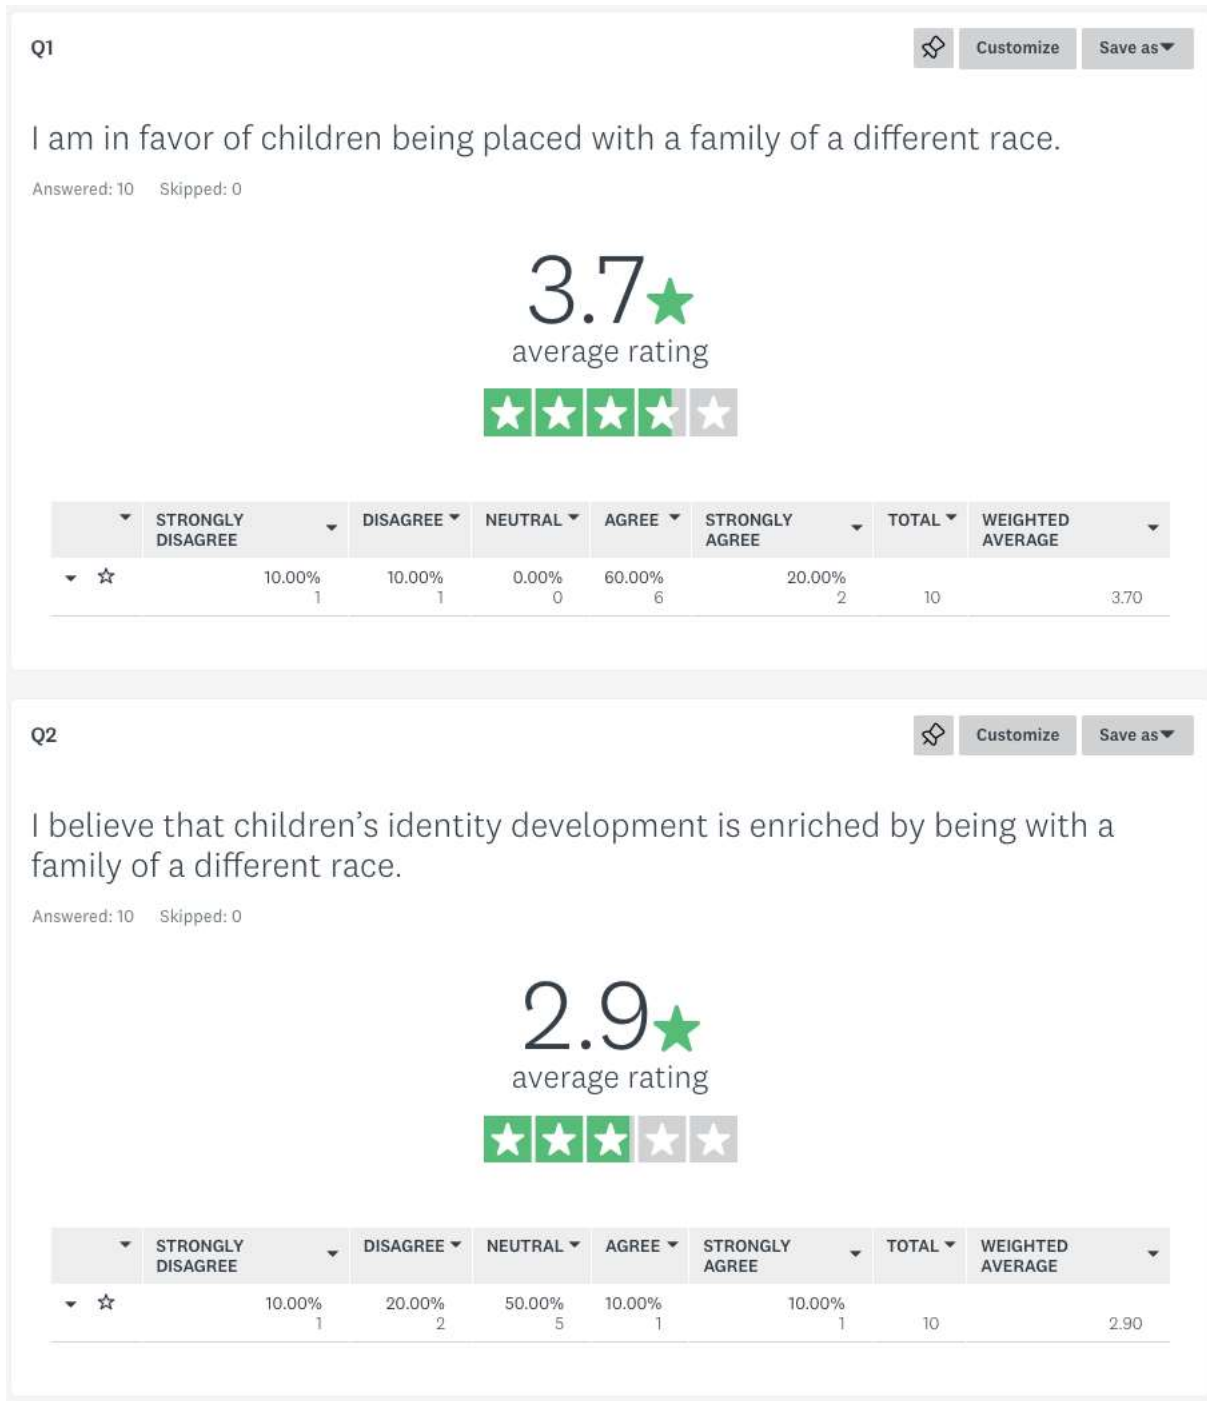 Q1
Customize
Save as
I am in favor of children being placed with a family of a different race.
Answered: 10 Skipped: 0
3.7
average rating
STRONGLY DISAGREE NEUTRAL AGREE STRONGLY TOTAL WEIGHTED
DISAGREE AGREE AVERAGE
10.00% 10.00% 0.00% 60.00% 20.00%
1 1 0 6 2 10 3.70
Q2
Customize
Save as
I believe that children’s identity development is enriched by being with a
family of a different race.
Answered: 10 Skipped: 0
2.9
average rating
STRONGLY DISAGREE NEUTRAL AGREE STRONGLY TOTAL WEIGHTED
DISAGREE AGREE AVERAGE
10.00% 20.00% 50.00% 10.00% 10.00%
1 2 5 1 1 10 2.90